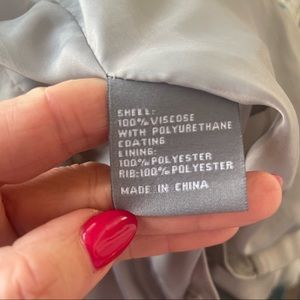 SHELL:
100% VISCOSE
WITH POLYURETHANE
COATING
LINING:
100% POLYESTER
RIB:100% POLYESTER
MADE IN CHINA